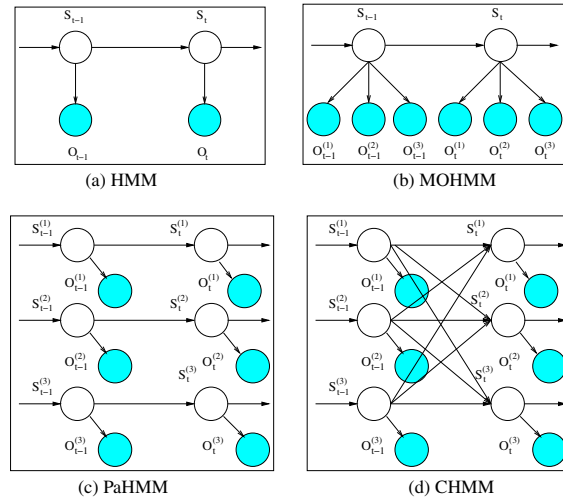 S_{t-1} S_t
O_{t-1} O_t
(a) HMM
S_{t-1} S_t
O_{t-1}^{(1)} O_{t-1}^{(2)} O_{t-1}^{(3)} O_t^{(1)} O_t^{(2)} O_t^{(3)}
(b) MOHMM
S_{t-1}^{(1)} S_t^{(1)}
O_{t-1}^{(1)} O_t^{(1)}
S_{t-1}^{(2)} S_t^{(2)}
O_{t-1}^{(2)} O_t^{(2)}
S_{t-1}^{(3)} S_t^{(3)}
O_{t-1}^{(3)} O_t^{(3)}
(c) PaHMM
S_{t-1}^{(1)} S_t^{(1)}
O_{t-1}^{(1)} O_t^{(1)}
S_{t-1}^{(2)} S_t^{(2)}
O_{t-1}^{(2)} O_t^{(2)}
S_{t-1}^{(3)} S_t^{(3)}
O_{t-1}^{(3)} O_t^{(3)}
(d) CHMM